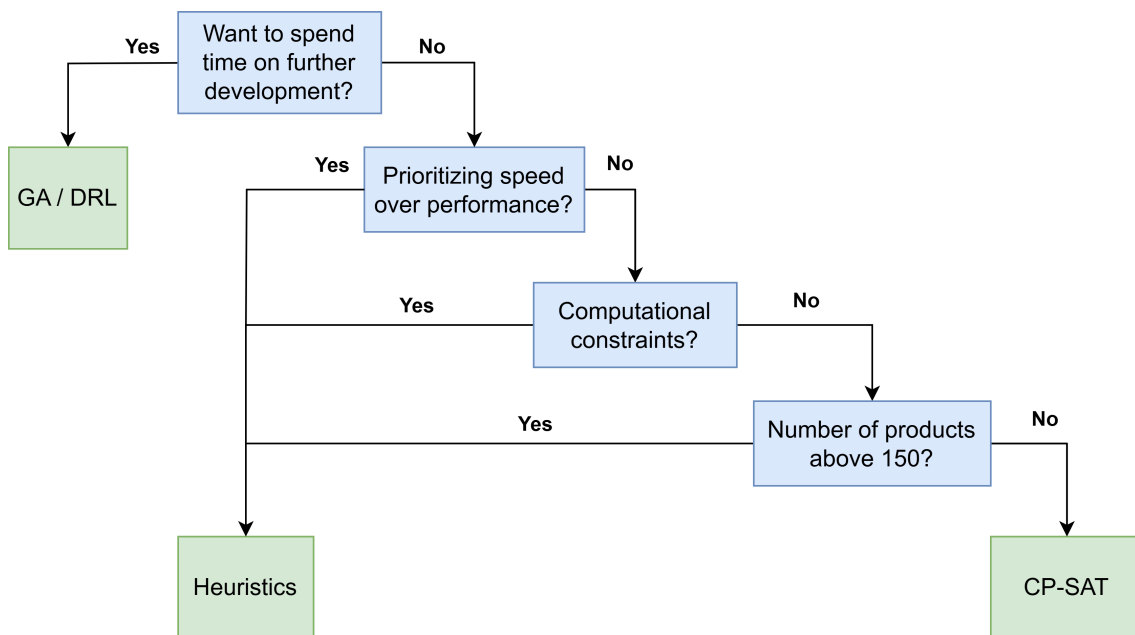 Want to spend
time on further
development?
Yes
No
GA / DRL
Prioritizing speed
over performance?
Yes
No
Computational
constraints?
Yes
No
Number of products
above 150?
Yes
No
Heuristics
CP-SAT